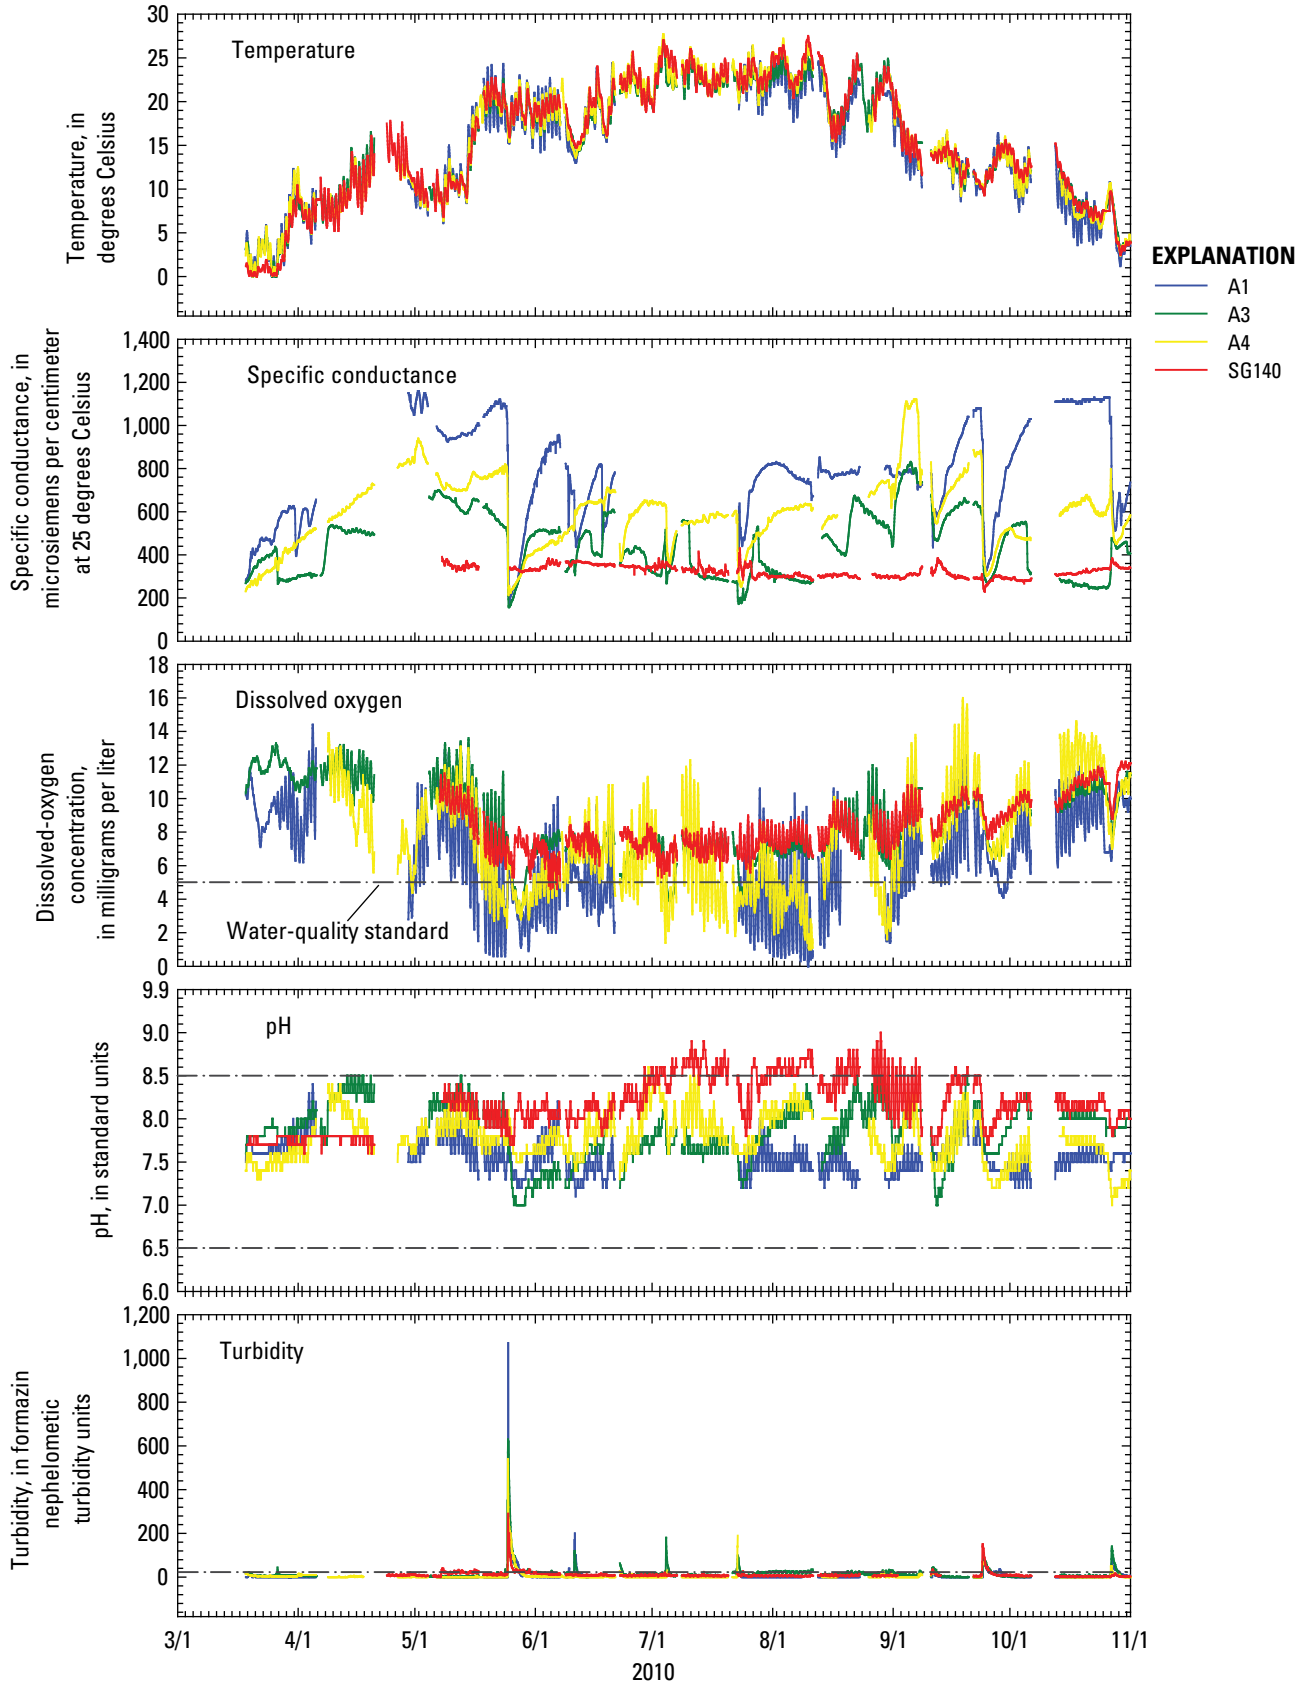 30
25
20
15
10
5
0
Temperature
Temperature, in
degrees Celsius
EXPLANATION
A1
A3
A4
SG140
1,400
1,200
1,000
800
600
400
200
0
Specific conductance
Specific conductance, in
microsiemens per centimeter
at 25 degrees Celsius
18
16
14
12
10
8
6
4
2
0
Dissolved oxygen
Water-quality standard
Dissolved-oxygen
concentration,
in milligrams per liter
9.9
9.0
8.5
8.0
7.5
7.0
6.5
6.0
pH
pH, in standard units
1,200
1,000
800
600
400
200
0
Turbidity
Turbidity, in formazin
nephelometic
turbidity units
3/1 4/1 5/1 6/1 7/1 8/1 9/1 10/1 11/1
2010